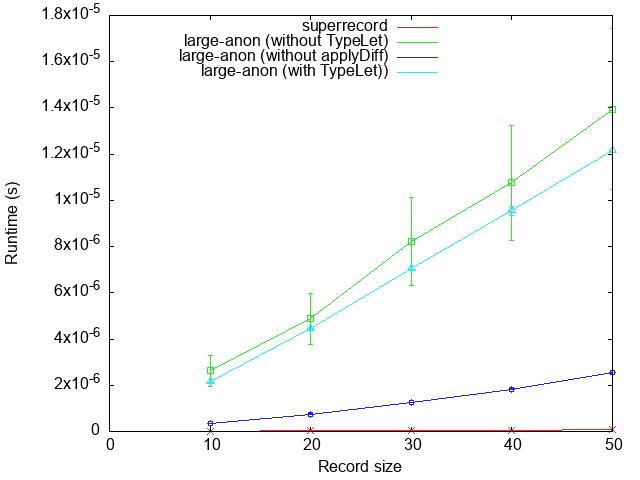 superrecord
large-anon (without TypeLet)
large-anon (without applyDiff)
large-anon (with TypeLet))
1.8x10-5
1.6x10-5
1.4x10-5
1.2x10-5
1x10-5
8x10-6
6x10-6
4x10-6
2x10-6
0
Runtime (s)
0 10 20 30 40 50
Record size